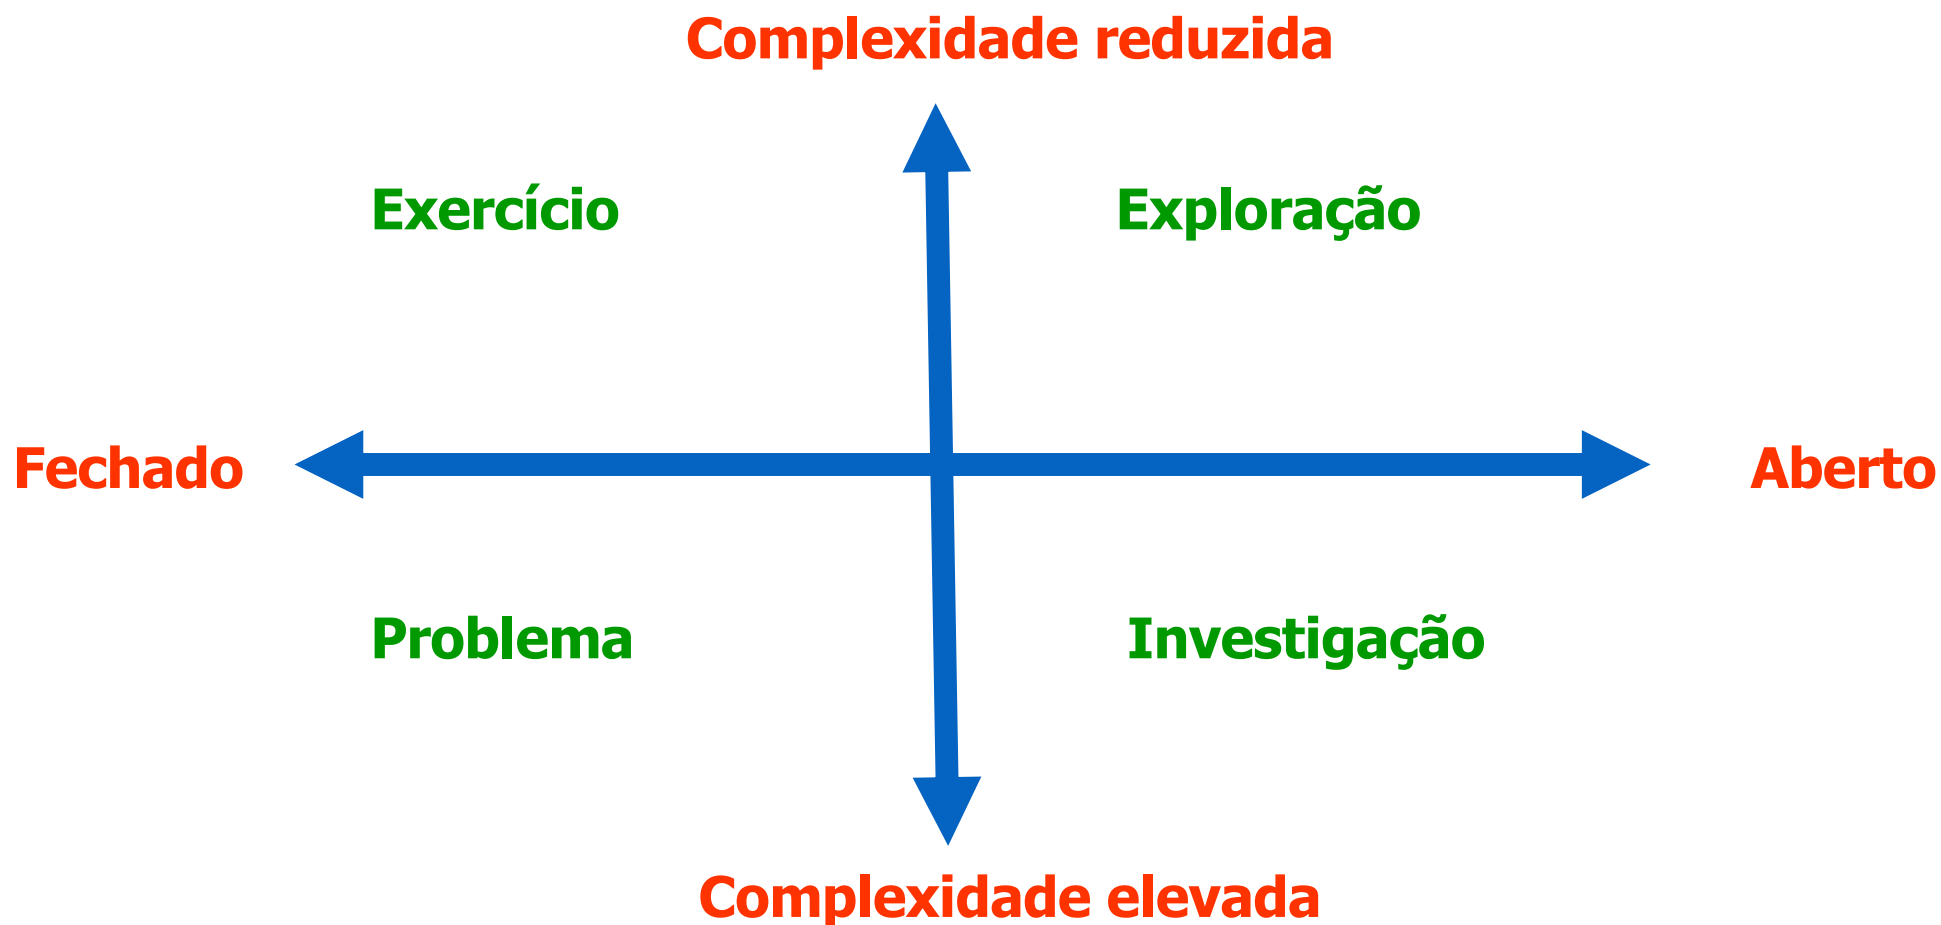 Complexidade reduzida
Exercício
Exploração
Fechado
Aberto
Problema
Investigação
Complexidade elevada